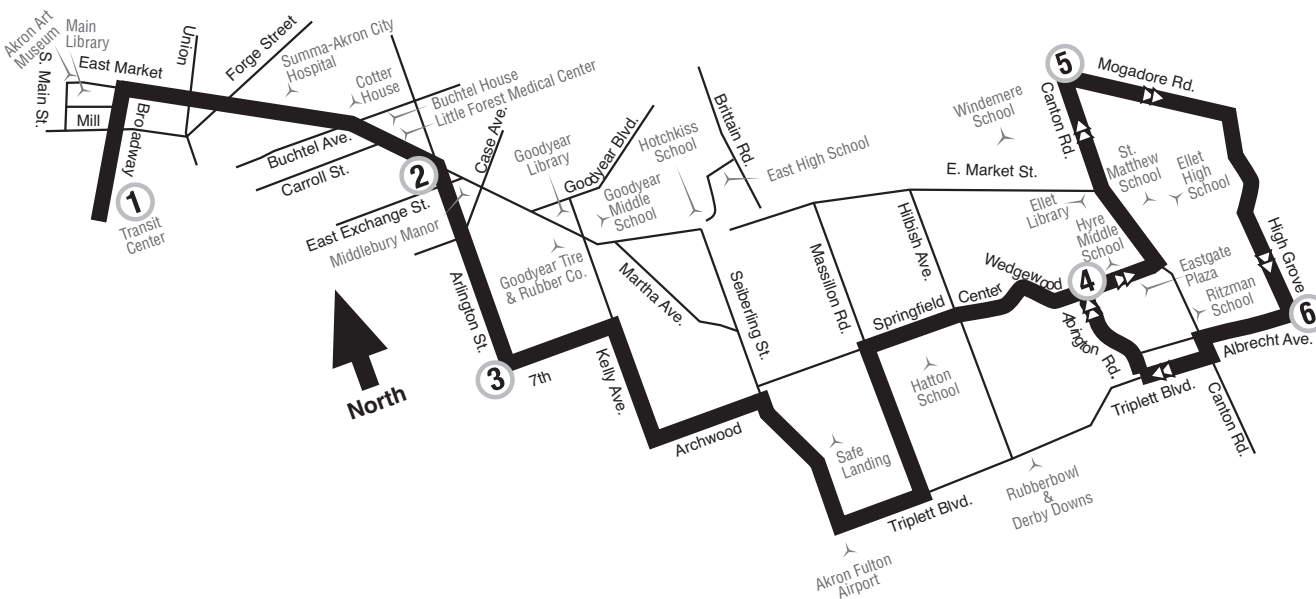 Akron Art
Museum
Main
Library
S. Main St.
East Market
Mill
Broadway
Union
Forge Street
Summa-Akron City
Hospital
Cotter
House
Buchtel House
Little Forest Medical Center
Buchtel Ave.
Carroll St.
1
Transit
Center
2
Case Ave.
East Exchange St.
Middlebury Manor
Goodyear
Library
Goodyear Blvd.
Goodyear
Middle
School
Hotchkiss
School
Brittain Rd.
East High School
Goodyear Tire
& Rubber Co.
Arlington St.
Martha Ave.
Seiberling St.
North
3
7th
Kelly Ave.
Archwood
Massillon Rd.
Hilbish Ave.
E. Market St.
Windemere
School
5
Mogadore Rd.
Canton Rd.
St.
Matthew
School
Ellet
High
School
Ellet
Library
Hyre
Middle
School
Springfield
Center
Wedgewood
4
Abington Rd.
Eastgate
Plaza
Ritzman
School
High Grove
6
Albrecht Ave.
Triplett Blvd.
Canton Rd.
Hatton
School
Safe
Landing
Triplett Blvd.
Rubberbowl
&
Derby Downs
Akron Fulton
Airport